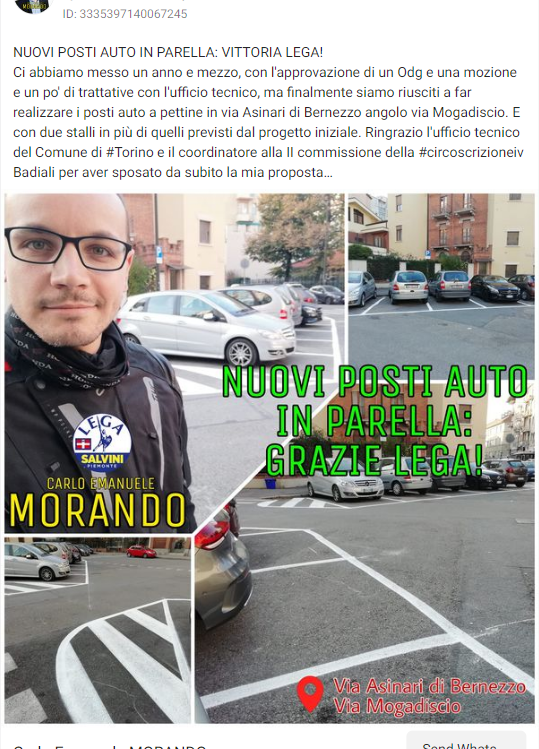 ID: 3335397140067245
NUOVI POSTI AUTO IN PARELLA: VITTORIA LEGA!
Ci abbiamo messo un anno e mezzo, con l'approvazione di un Odg e una mozione
e un po' di trattative con l'ufficio tecnico, ma finalmente siamo riusciti a far
realizzare i posti auto a pettine in via Asinari di Bernezzo angolo via Mogadiscio. E
con due stalli in più di quelli previsti dal progetto iniziale. Ringrazio l'ufficio tecnico
del Comune di #Torino e il coordinatore alla II commissione della #circoscrizioneiv
Badiali per aver sposato da subito la mia proposta...
NUOVI POSTI AUTO
IN PARELLA:
GRAZIE LEGA!
LEGA
SALVINI
PIEMONTE
CARLO EMANUELE
MORANDO
Via Asinari di Bernezzo
Via Mogadiscio